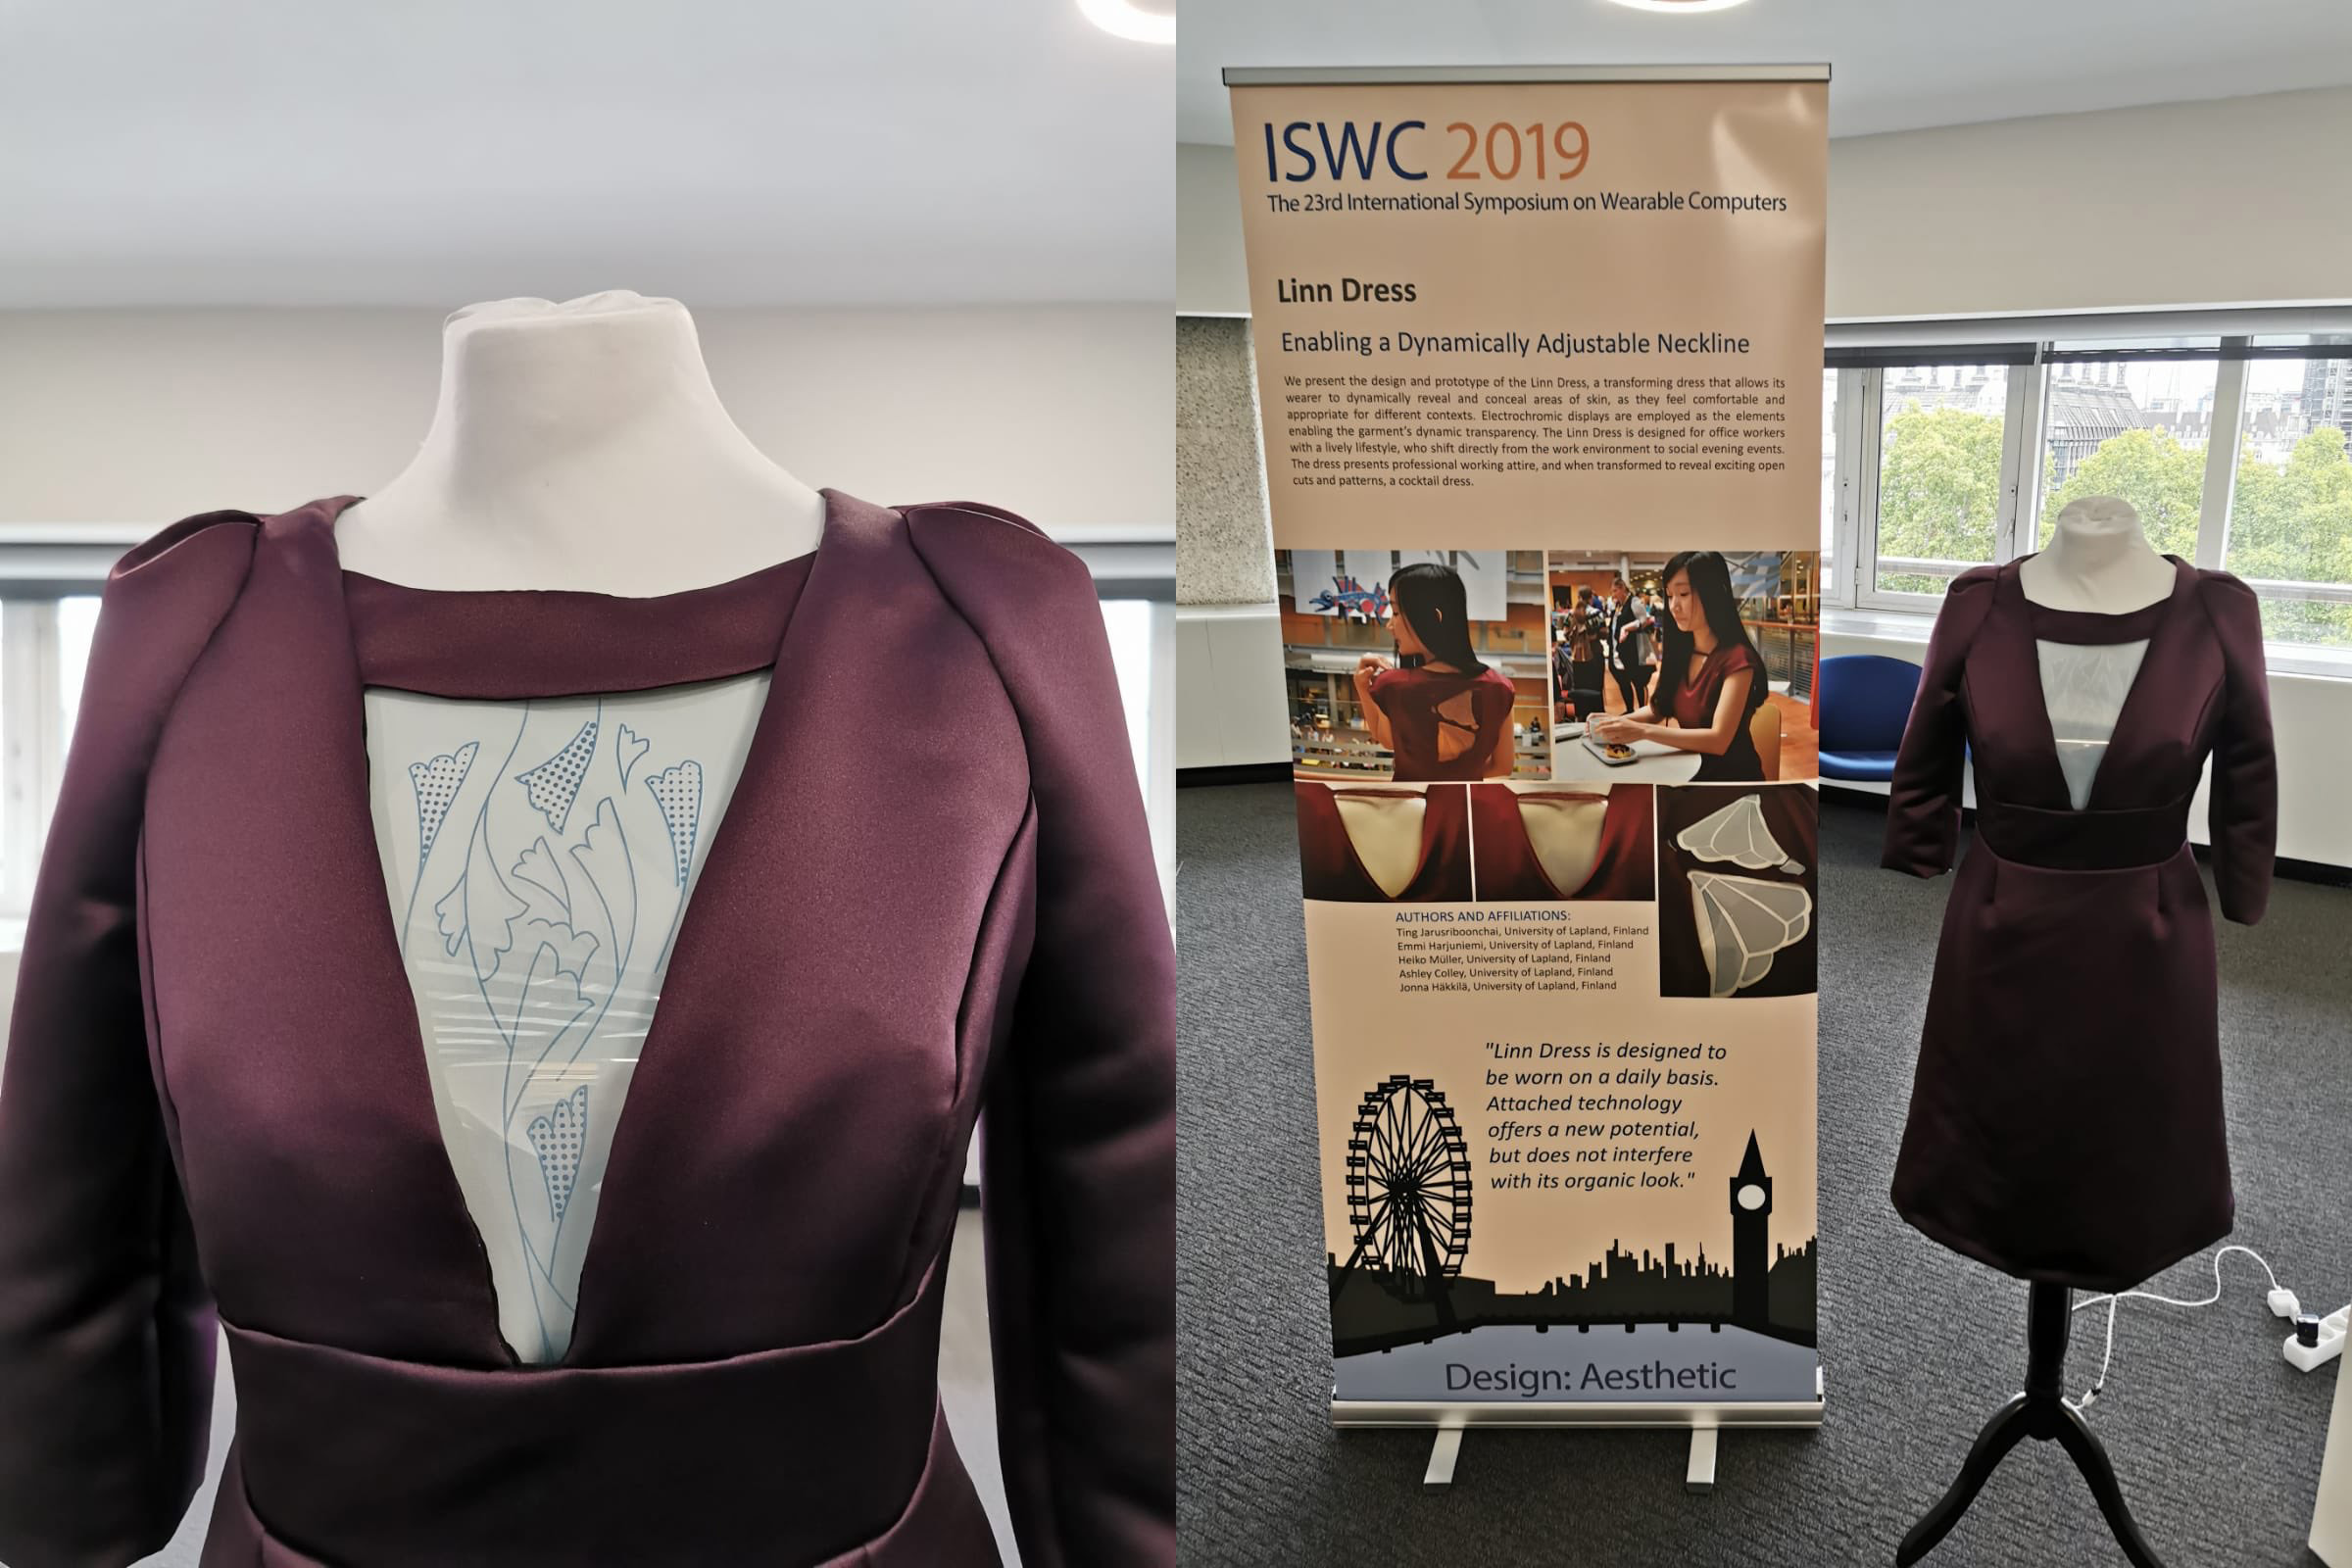 ISWC 2019
The 23rd International Symposium on Wearable Computers
Linn Dress
Enabling a Dynamically Adjustable Neckline
We present the design and prototype of the Linn Dress, a transforming dress that allows its
wearer to dynamically reveal and conceal areas of skin, as they feel comfortable and
appropriate for different contexts. Electrochromic displays are employed as the elements
enabling the garment's dynamic transparency. The Linn Dress is designed for office workers
with a lively lifestyle, who shift directly from the work environment to social evening events.
The dress presents professional working attire, and when transformed to reveal exciting open
cuts and patterns, a cocktail dress.
AUTHORS AND AFFILIATIONS:
Ting Jarusriboonchai, University of Lapland, Finland
Emmi Harjuniemi, University of Lapland, Finland
Heiko Müller, University of Lapland, Finland
Ashley Colley, University of Lapland, Finland
Jonna Häkkilä, University of Lapland, Finland
"Linn Dress is designed to
be worn on a daily basis.
Attached technology
offers a new potential,
but does not interfere
with its organic look."
Design: Aesthetic